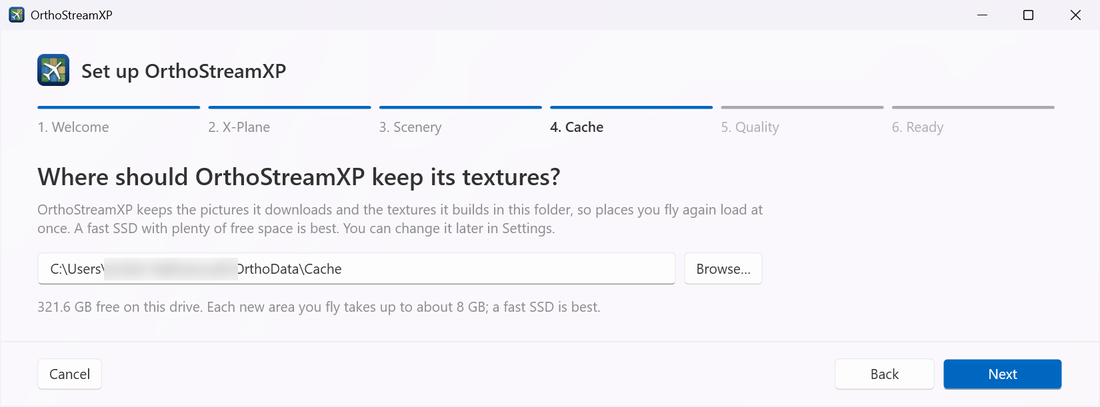 OrthoStreamXP
Set up OrthoStreamXP
1. Welcome
2. X-Plane
3. Scenery
4. Cache
5. Quality
6. Ready
Where should OrthoStreamXP keep its textures?
OrthoStreamXP keeps the pictures it downloads and the textures it builds in this folder, so places you fly again load at
once. A fast SSD with plenty of free space is best. You can change it later in Settings.
C:\Users\ OrthoData\Cache
Browse...
321.6 GB free on this drive. Each new area you fly takes up to about 8 GB; a fast SSD is best.
Cancel
Back
Next